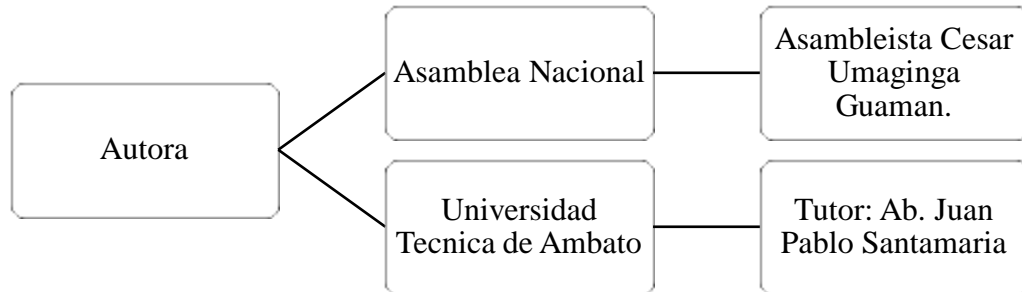 Autora
Asamblea Nacional
Asambleista Cesar
Umaginga
Guaman.
Universidad
Tecnica de Ambato
Tutor: Ab. Juan
Pablo Santamaria